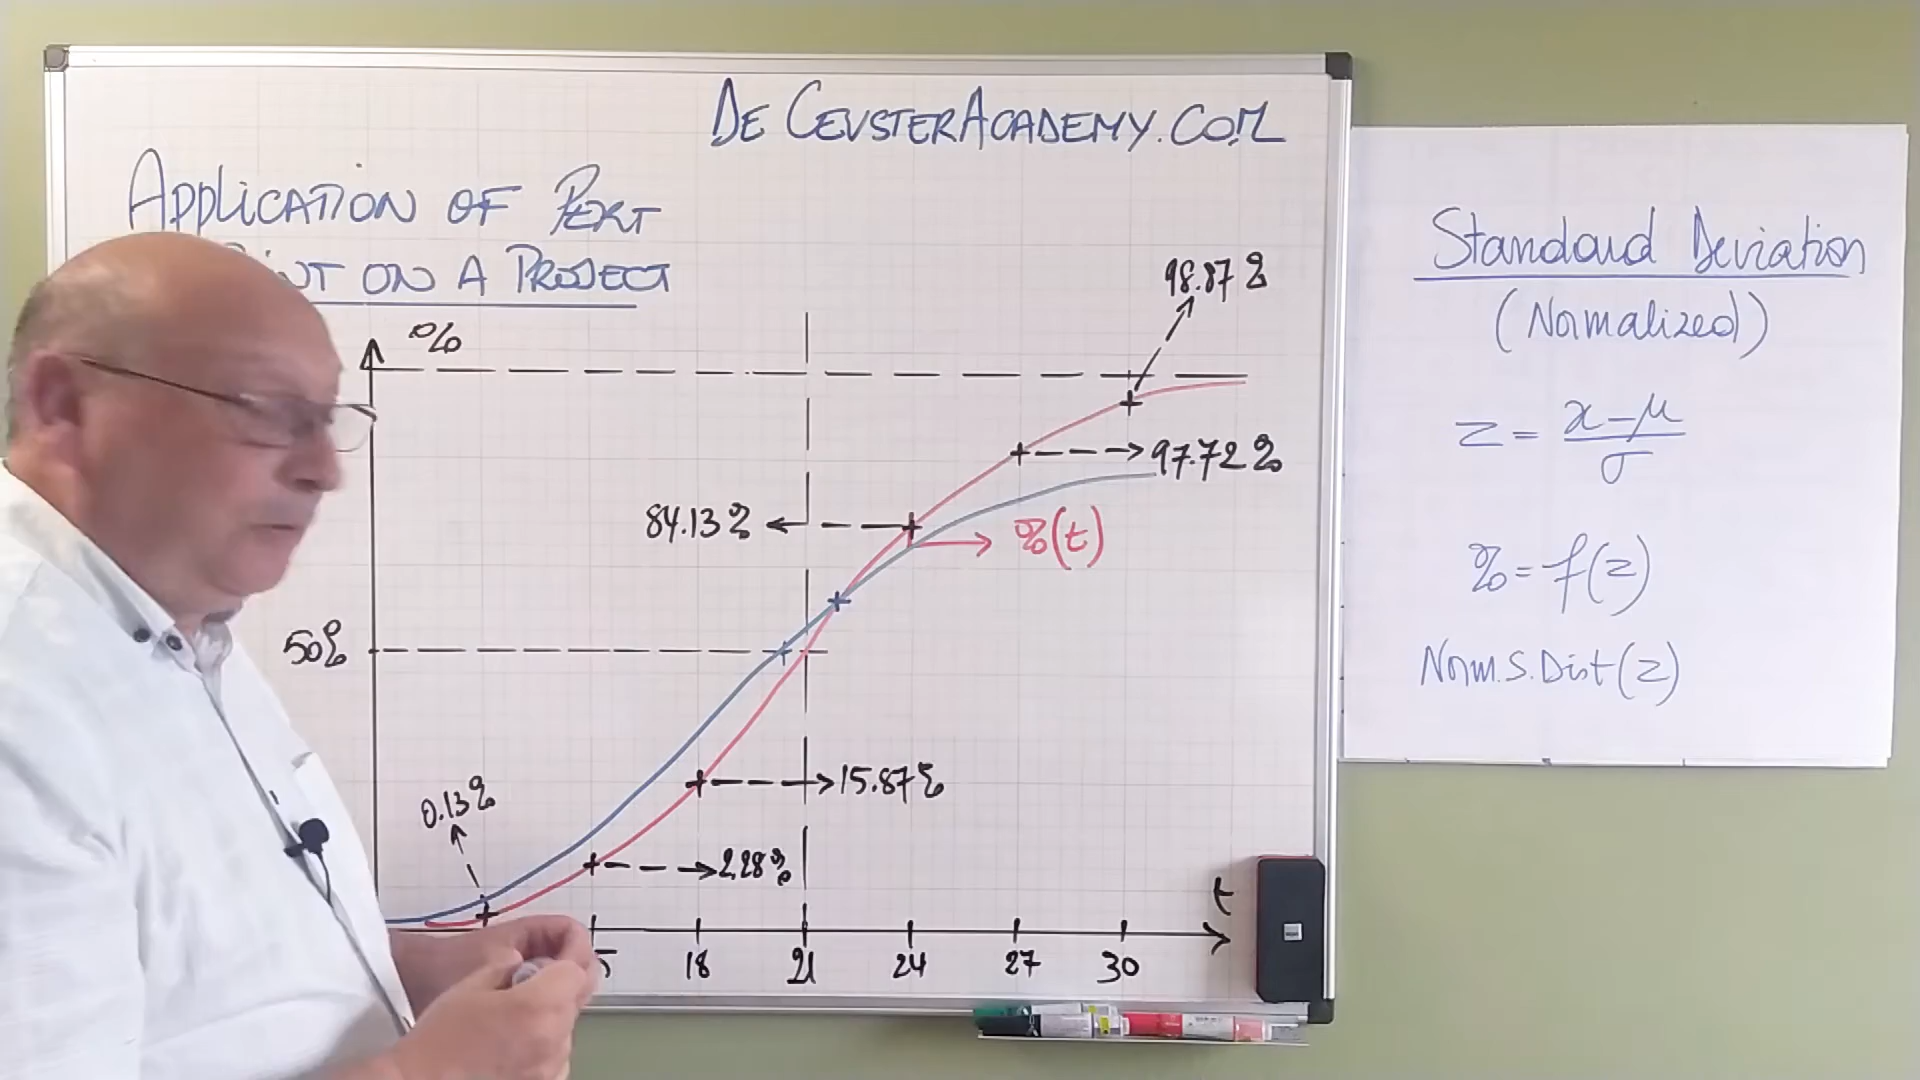 DE CEUSTERACADEMY.COM
APPLICATION OF PERT
ON A PROJECT
%
98.87%
97.72%
84.13%
%(t)
50%
15.87%
0.13%
2.28%
t
18 21 24 27 30
Standard Deviation
(Normalized)
z = x-μ / σ
% = f(z)
Norm.S.Dist(z)